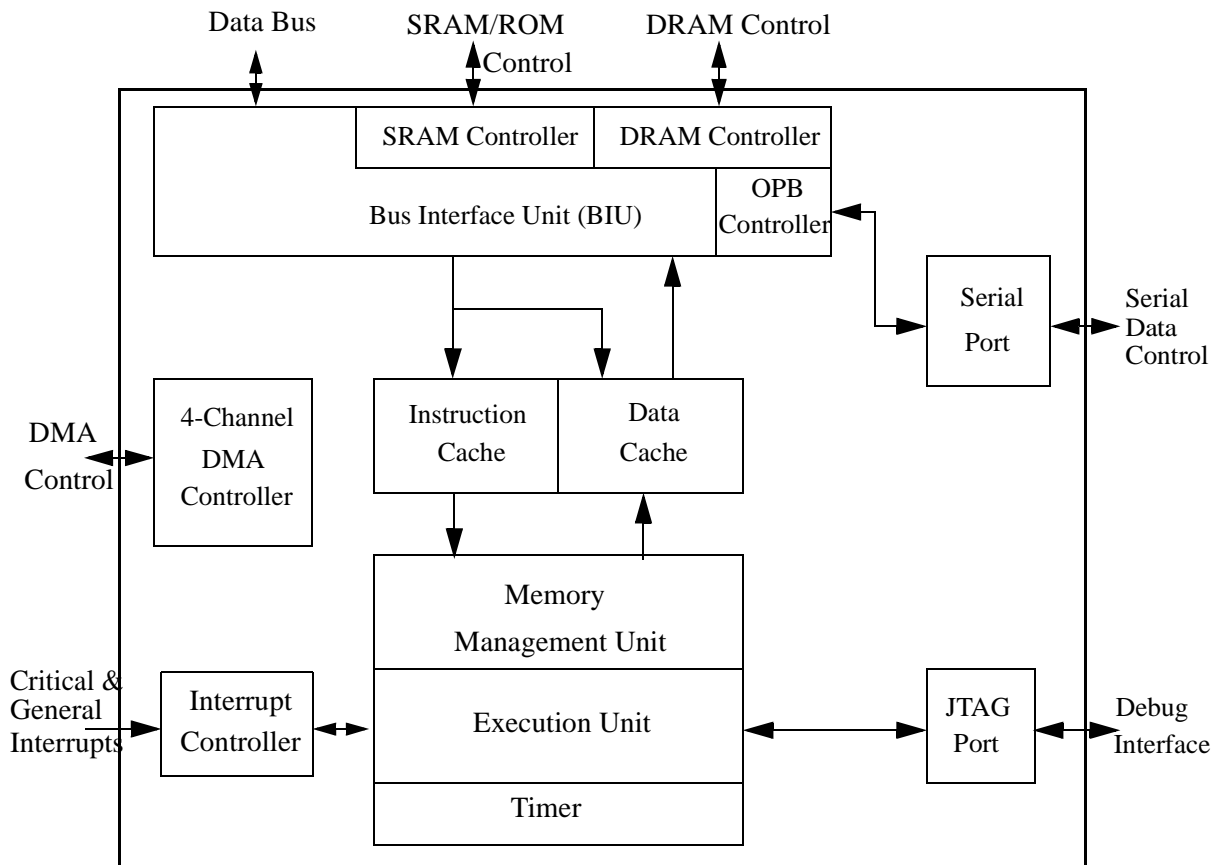 Data Bus
SRAM/ROM
Control
DRAM Control
SRAM Controller
DRAM Controller
Bus Interface Unit (BIU)
OPB
Controller
Serial
Port
Serial
Data
Control
DMA
Control
4-Channel
DMA
Controller
Instruction
Cache
Data
Cache
Memory
Management Unit
Critical &
General
Interrupts
Interrupt
Controller
Execution Unit
JTAG
Port
Debug
Interface
Timer